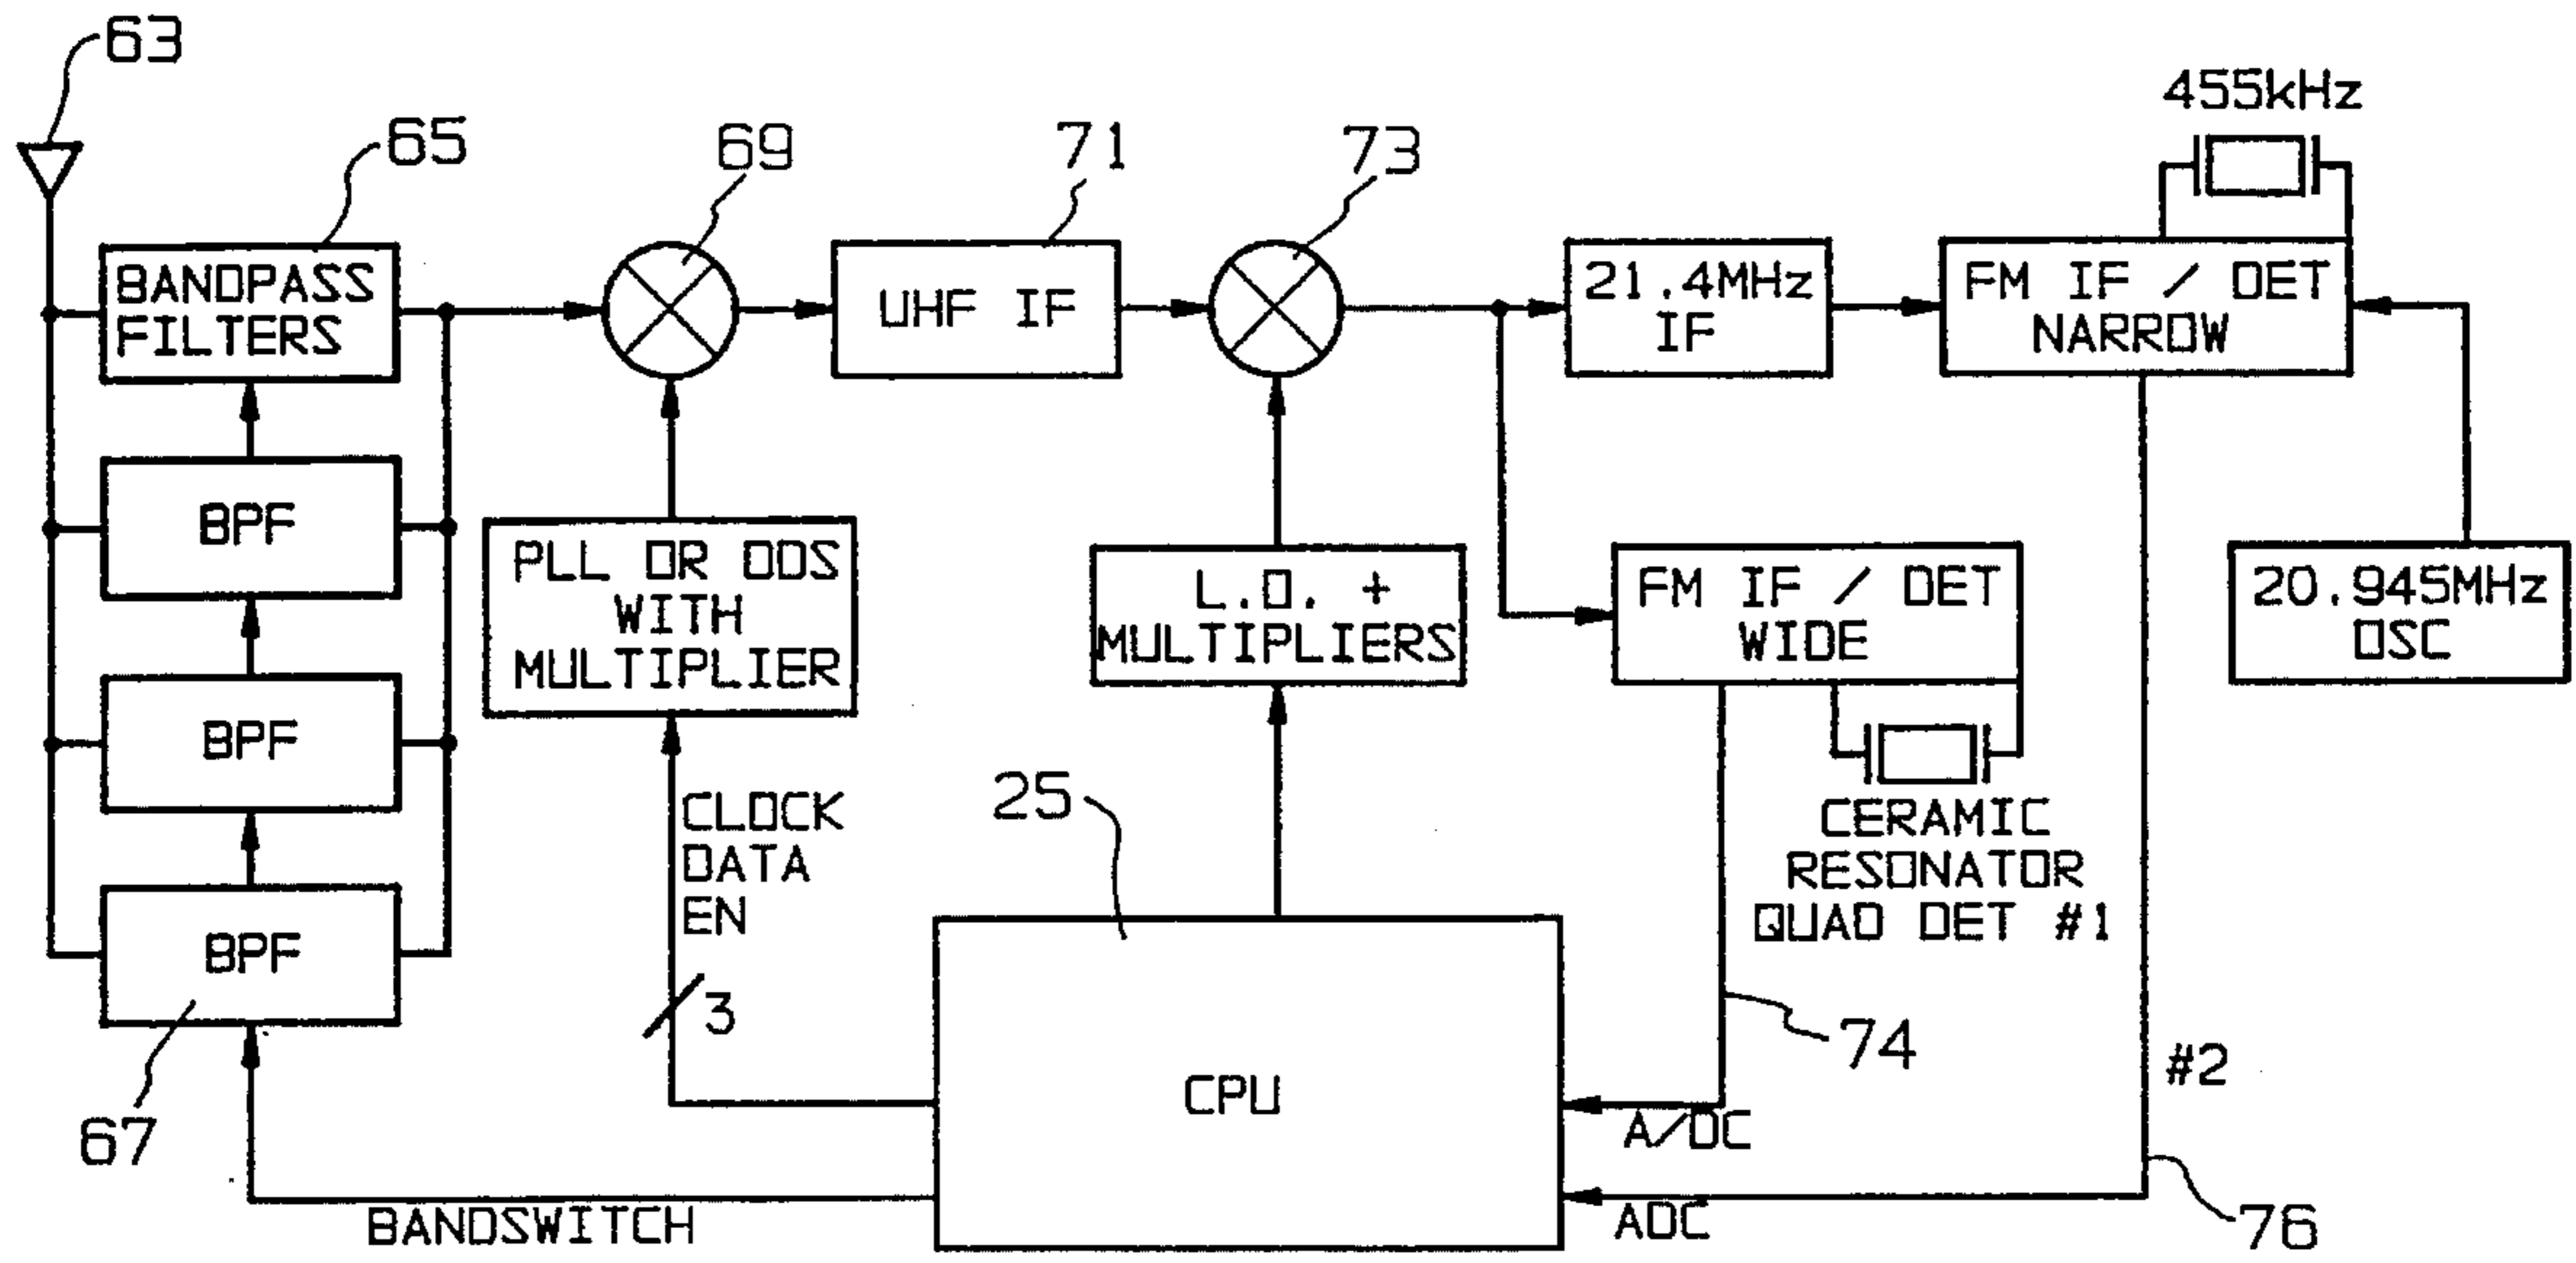 63
65
69
71
73
455kHz
BANDPASS
FILTERS
UHF IF
21.4MHz
IF
FM IF / DET
NARROW
BPF
PLL OR DDS
WITH
MULTIPLIER
L.O. +
MULTIPLIERS
FM IF / DET
WIDE
20.945MHz
OSC
BPF
CLOCK
DATA
EN
25
CERAMIC
RESONATOR
QUAD DET #1
BPF
3
74
#2
67
CPU
A/DC
BANDSWITCH
ADC
76